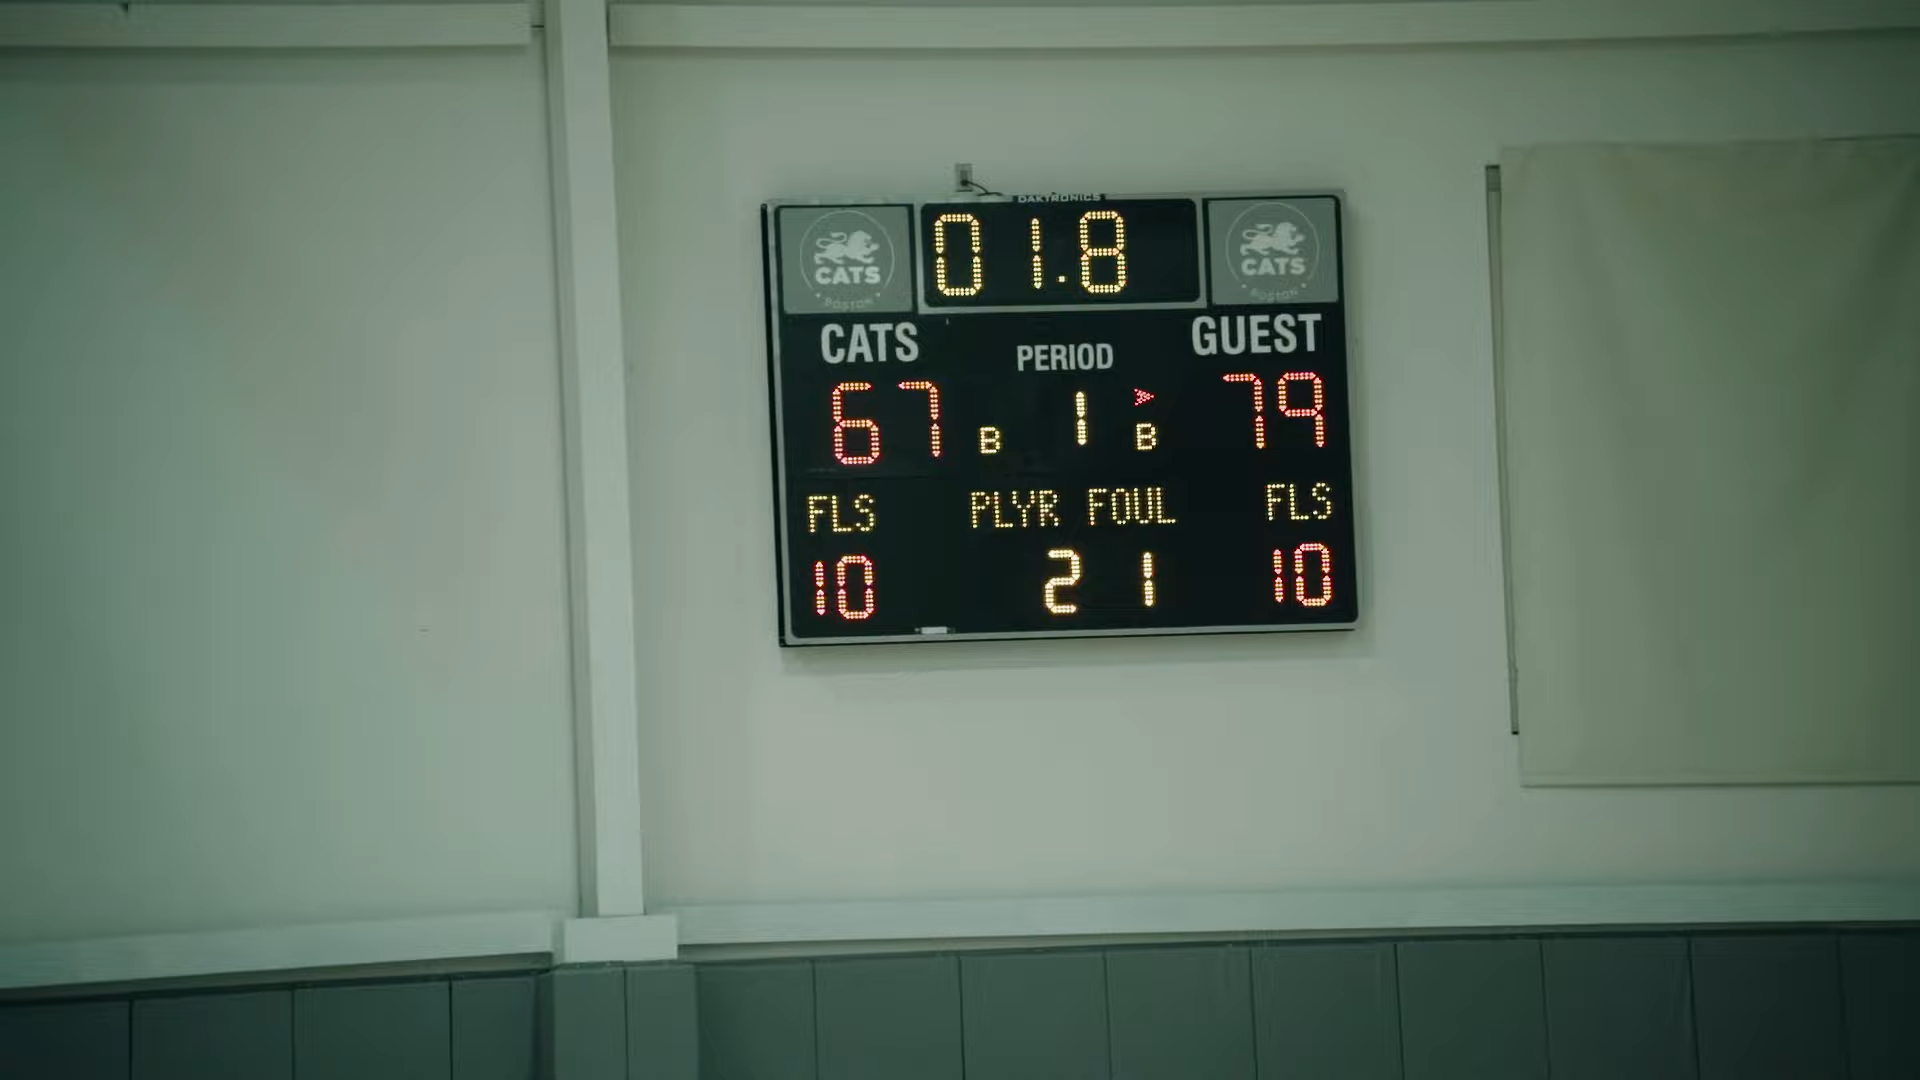 DAKTRONICS
CATS
BOSTON
01.8
CATS
BOSTON
CATS
PERIOD
GUEST
67 B 1 B 79
FLS PLYR FOUL FLS
10 2 1 10